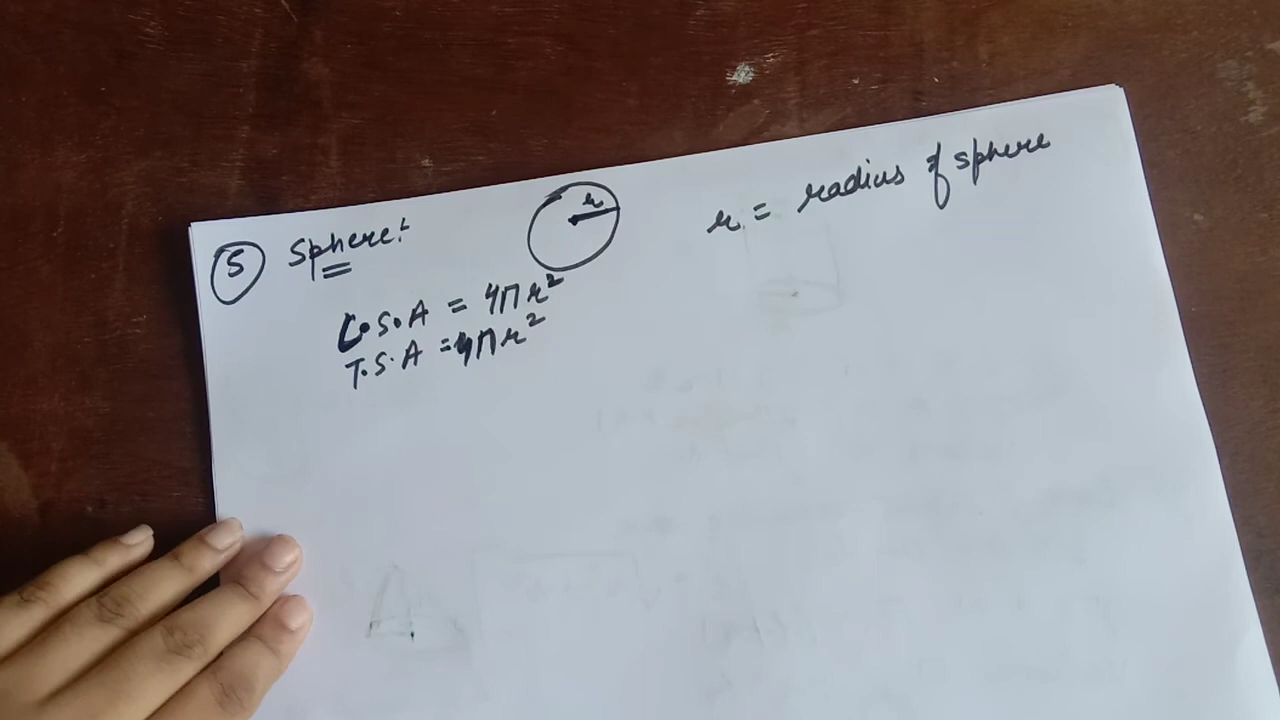 ⑤ Sphere:
r
r = radius of sphere
C.S.A = 4πr²
T.S.A = 4πr²